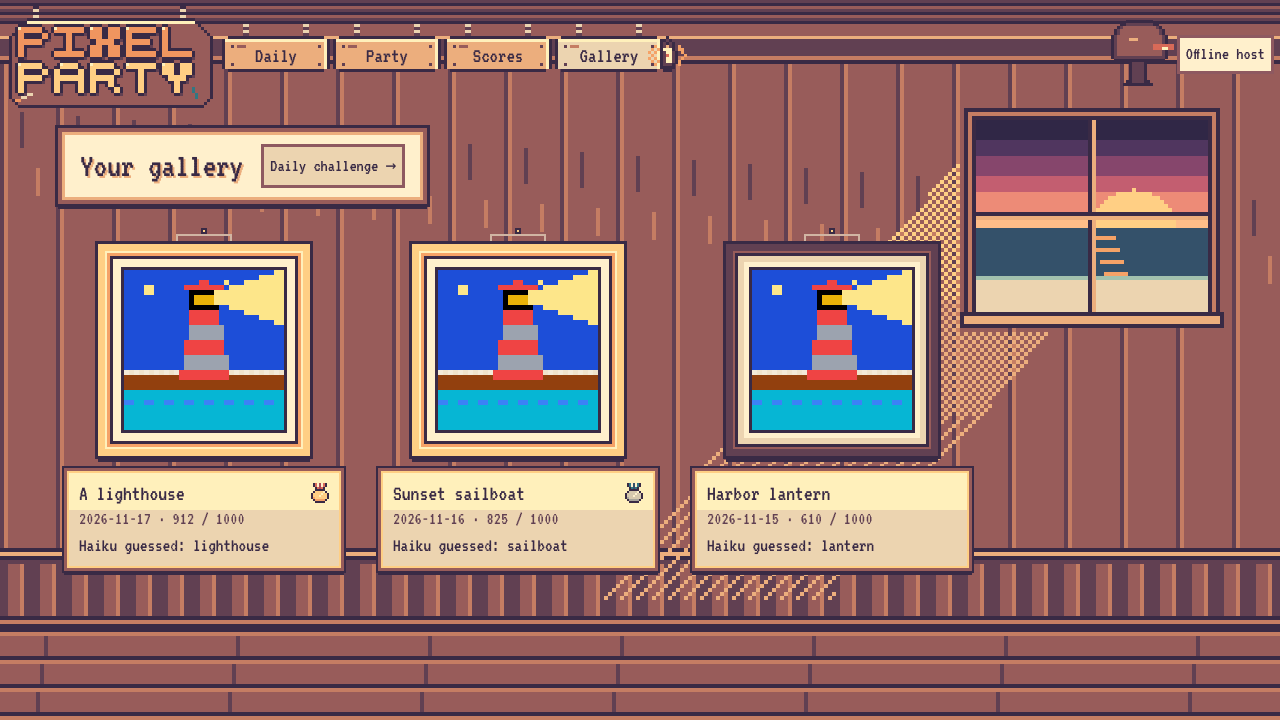 PIXEL
PARTY
Daily
Party
Scores
Gallery
Offline host
Your gallery
Daily challenge →
A lighthouse
2026-11-17 · 912 / 1000
Haiku guessed: lighthouse
Sunset sailboat
2026-11-16 · 825 / 1000
Haiku guessed: sailboat
Harbor lantern
2026-11-15 · 610 / 1000
Haiku guessed: lantern